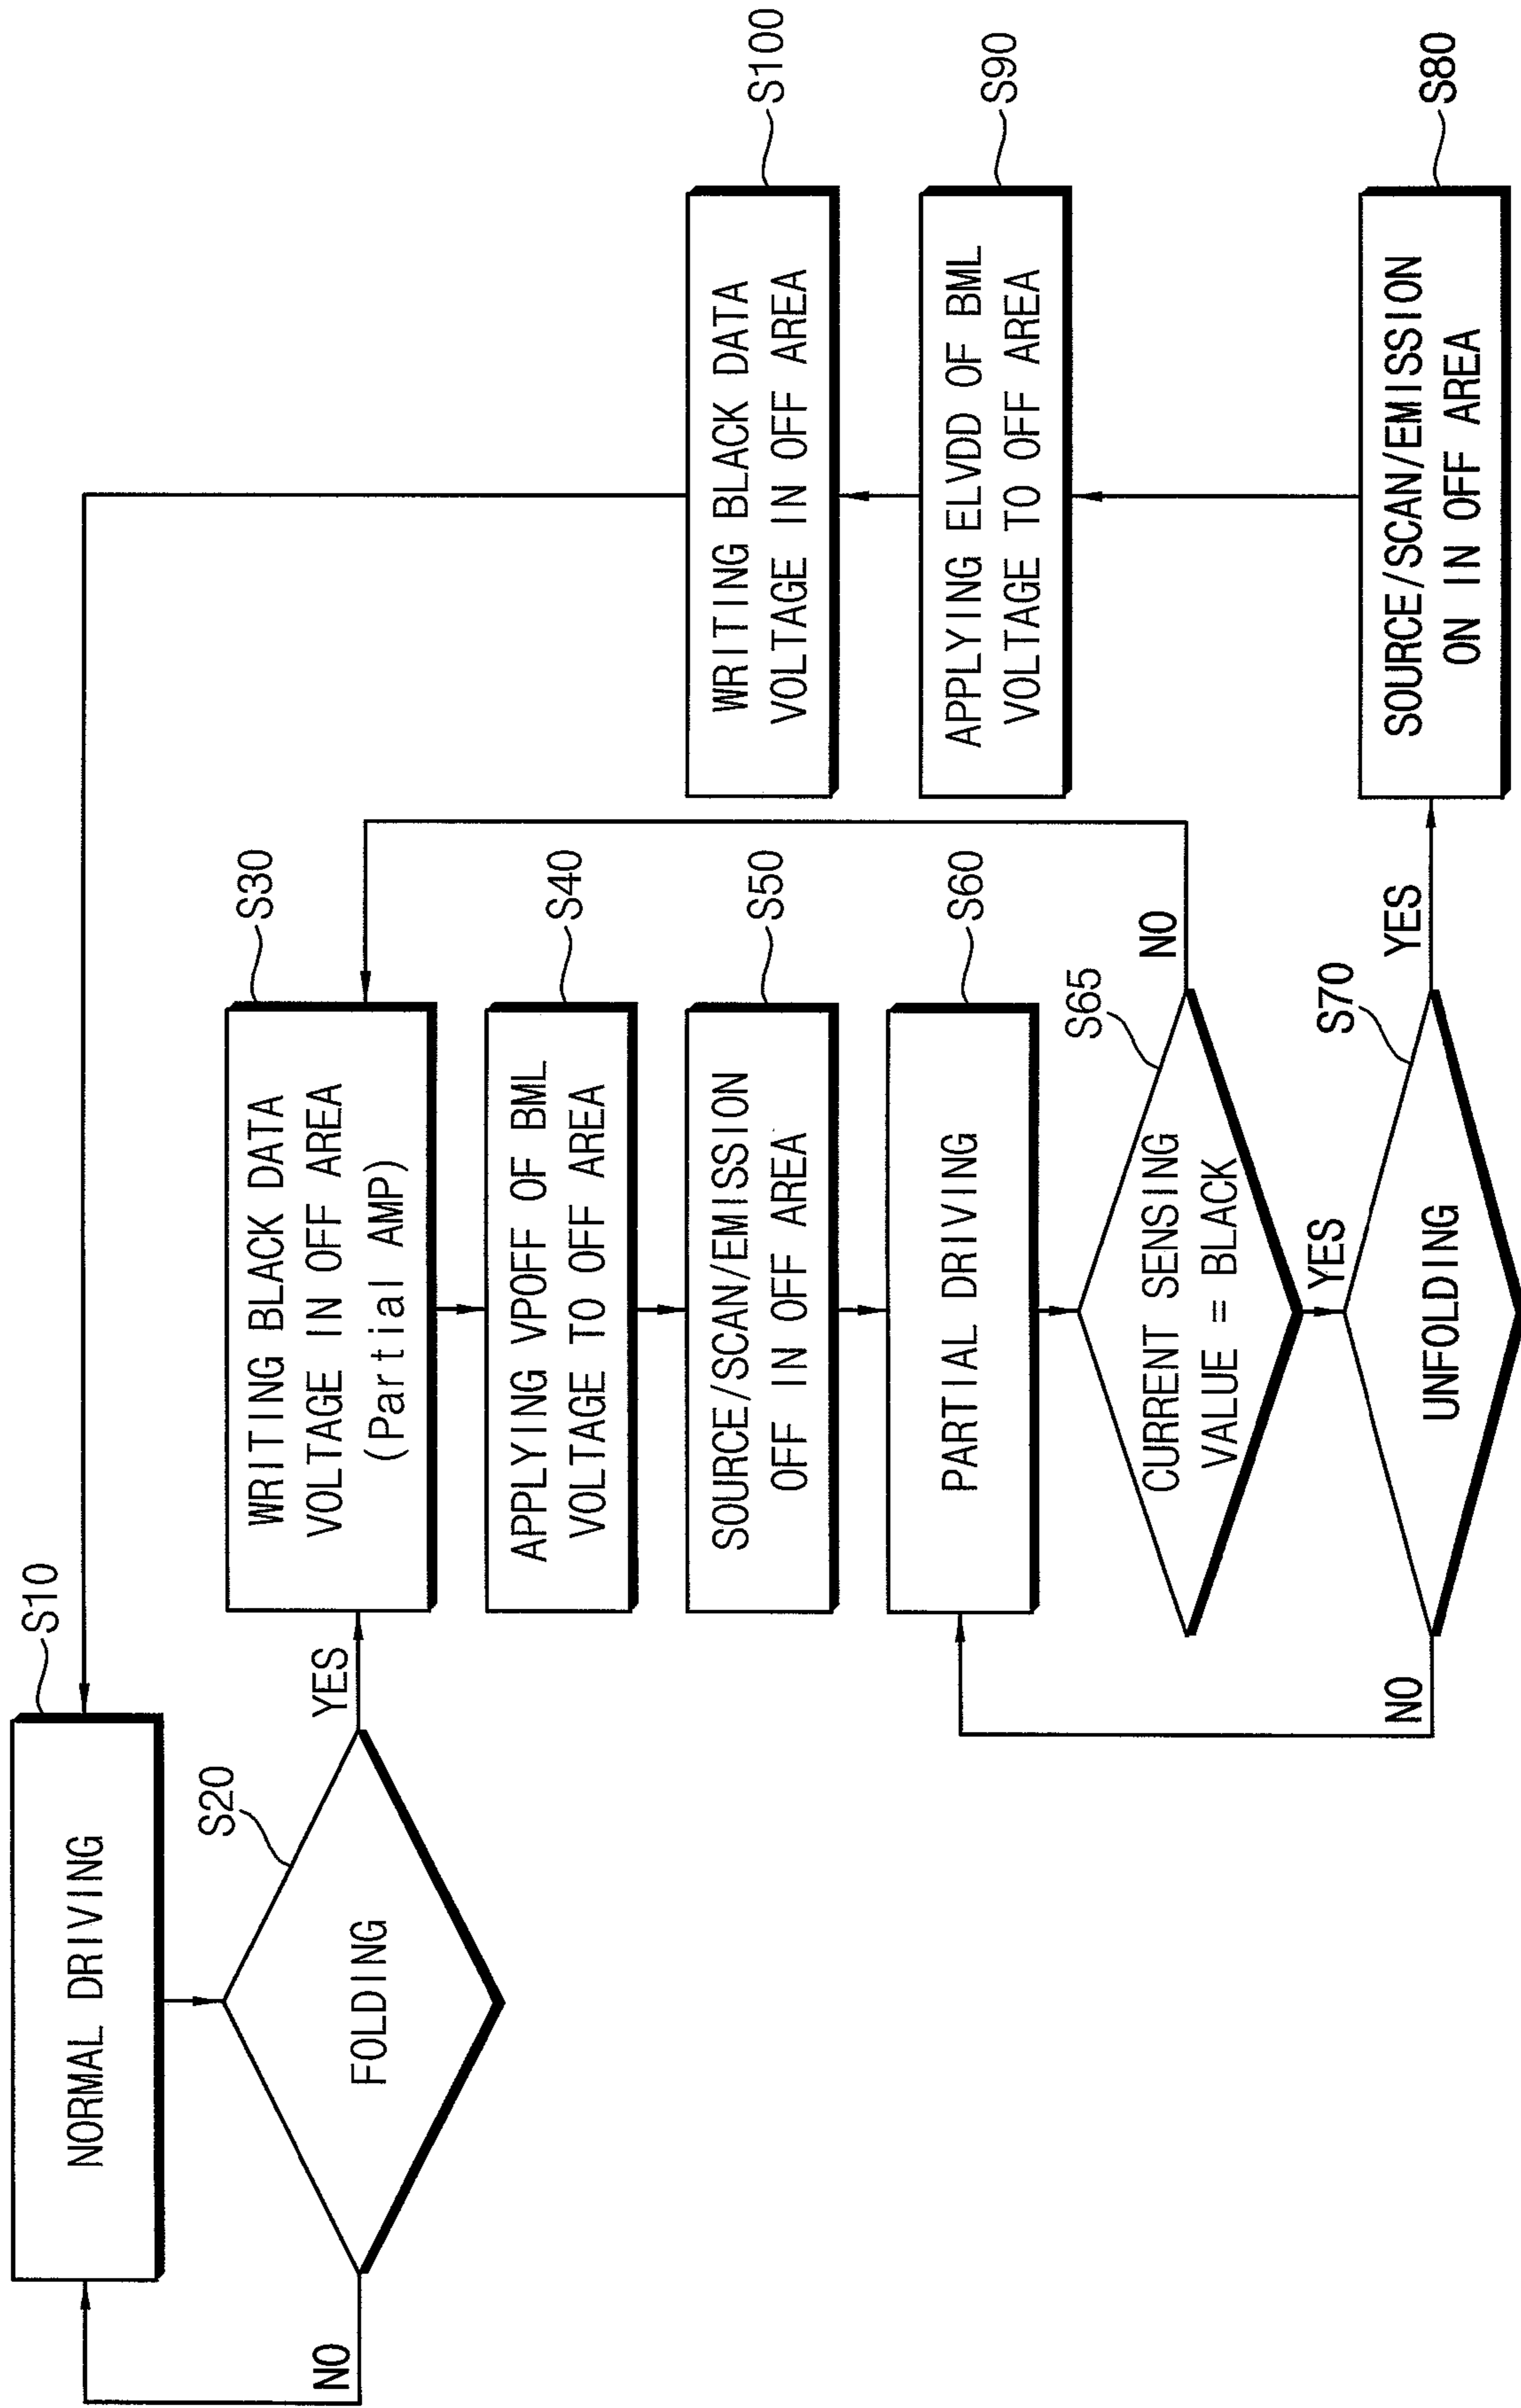 S10
NORMAL DRIVING
S20
FOLDING
NO
YES
S30
WRITING BLACK DATA
VOLTAGE IN OFF AREA
(Partial AMP)
S40
APPLYING VPOFF OF BML
VOLTAGE TO OFF AREA
S50
SOURCE/SCAN/EMISSION
OFF IN OFF AREA
S60
PARTIAL DRIVING
S65
CURRENT SENSING
VALUE = BLACK
NO
YES
S70
UNFOLDING
NO
YES
S80
SOURCE/SCAN/EMISSION
ON IN OFF AREA
S90
APPLYING ELVDD OF BML
VOLTAGE TO OFF AREA
S100
WRITING BLACK DATA
VOLTAGE IN OFF AREA